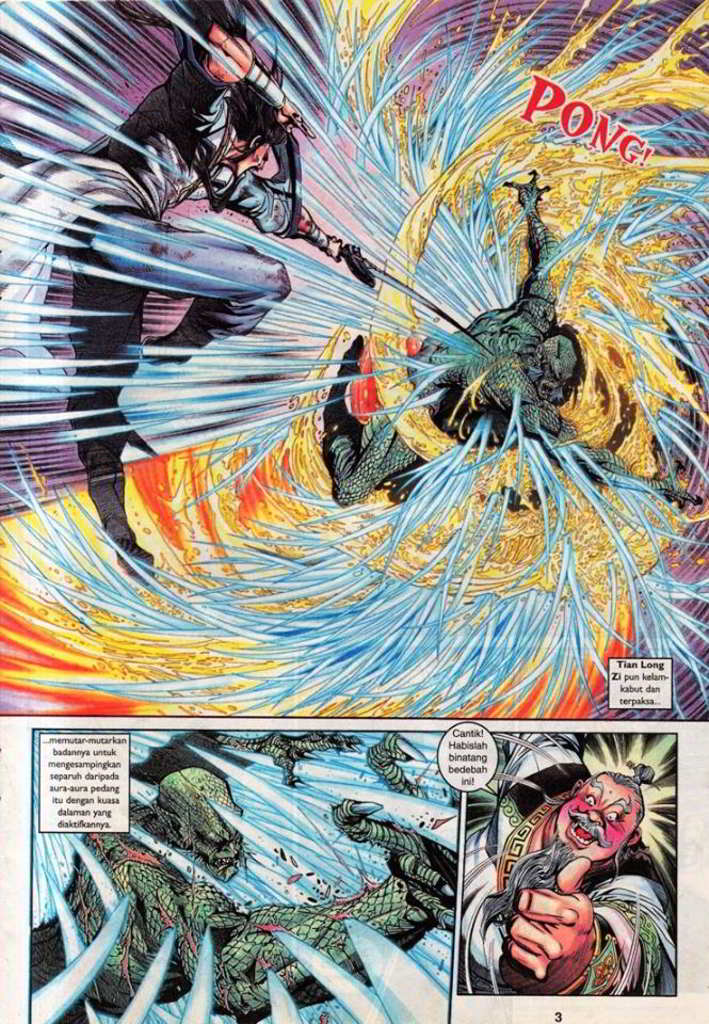 PONG!
Tian Long
Zi pun kelam-
kabut dan
terpaksa...
...memutar-mutarkan
badannya untuk
mengesampingkan
separuh daripada
aura-aura pedang
itu dengan kuasa
dalaman yang
diaktifkannya.
Cantik!
Habislah
binatang
bedebah
ini!
3